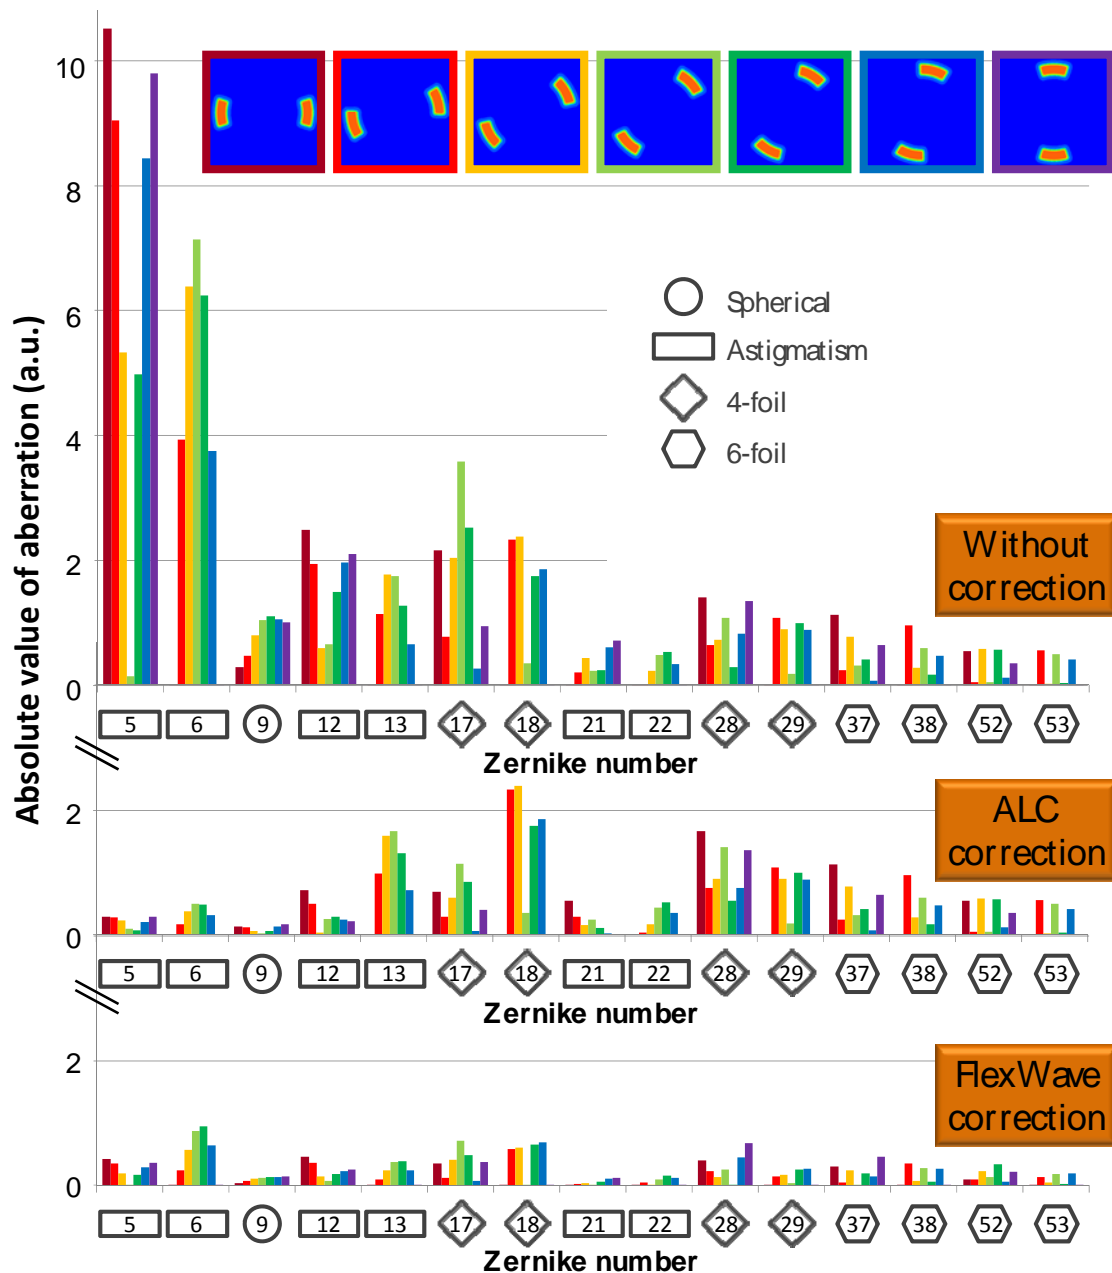 10
8
6
4
2
0
Absolute value of aberration (a.u.)
Spherical
Astigmatism
4-foil
6-foil
Without
correction
5 6 9 12 13 17 18 21 22 28 29 37 38 52 53
Zernike number
2
0
ALC
correction
5 6 9 12 13 17 18 21 22 28 29 37 38 52 53
Zernike number
2
0
FlexWave
correction
5 6 9 12 13 17 18 21 22 28 29 37 38 52 53
Zernike number